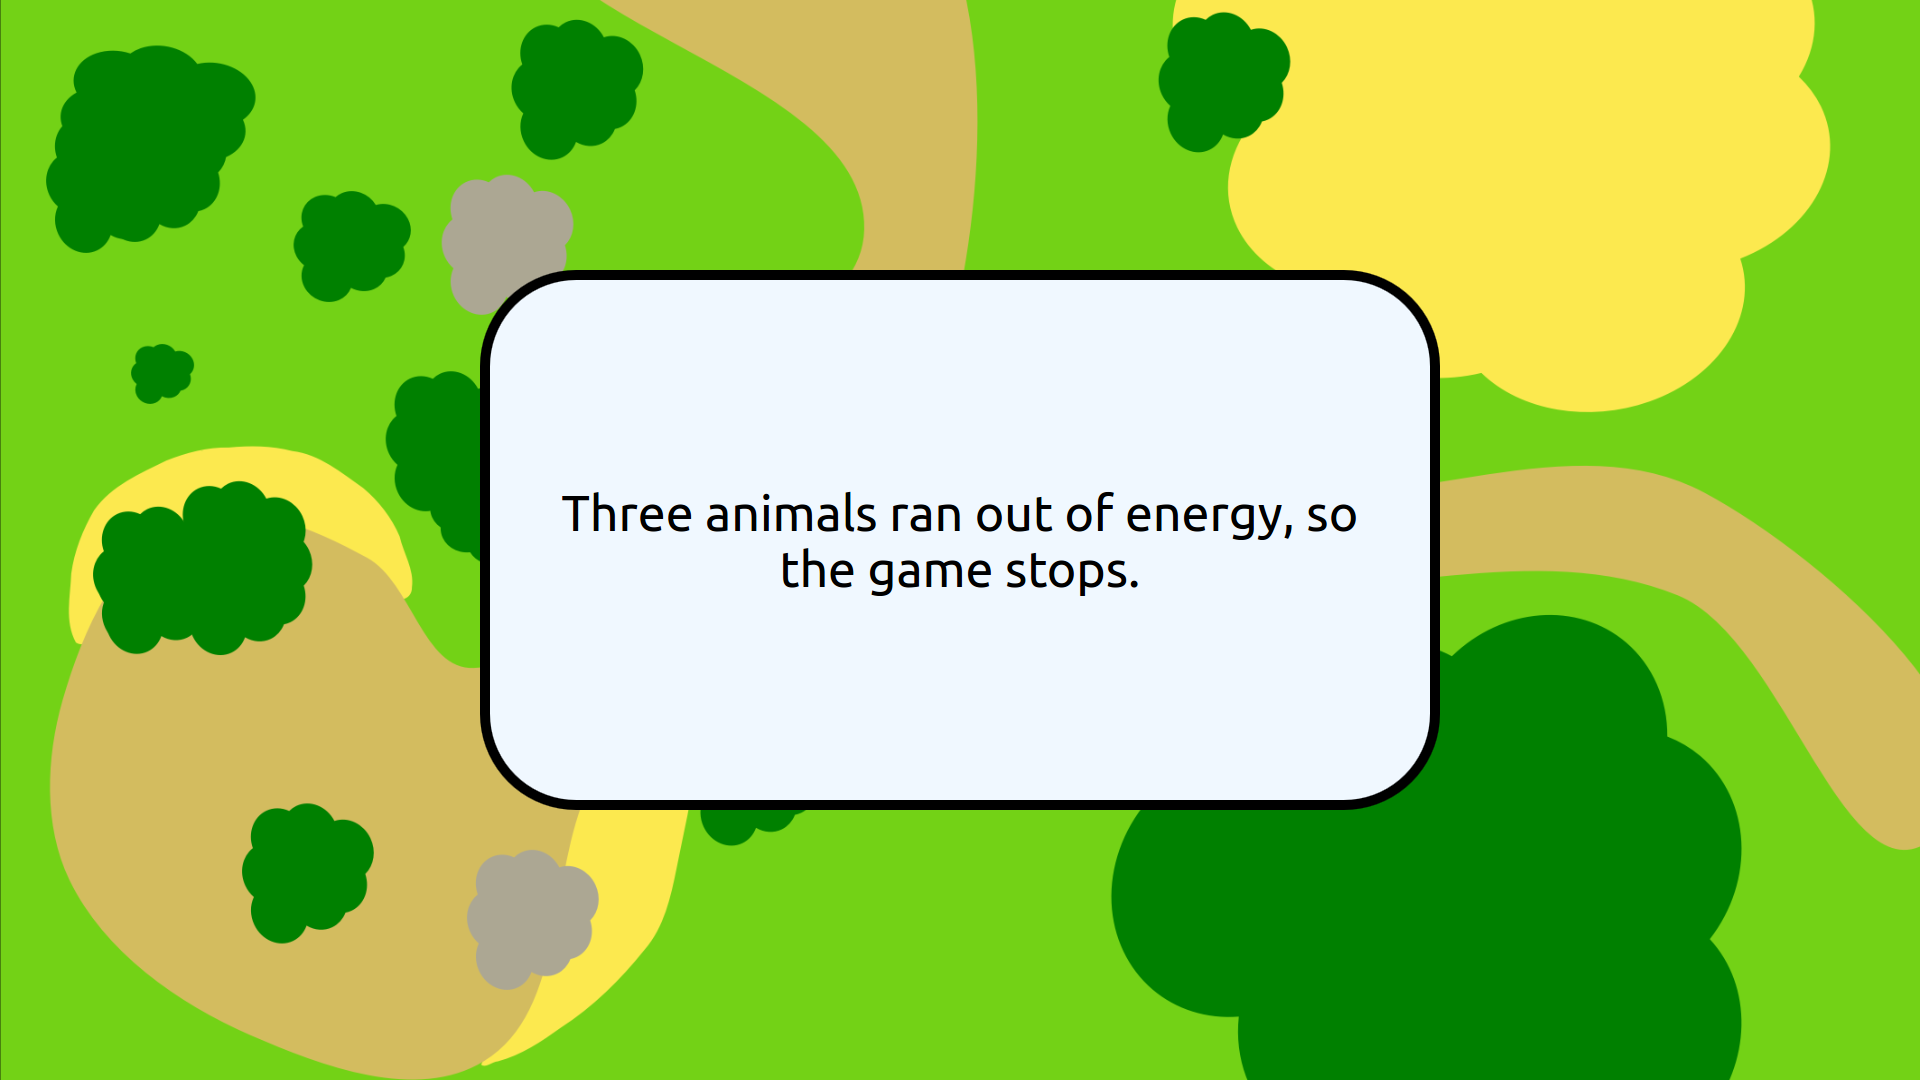 Three animals ran out of energy, so
the game stops.